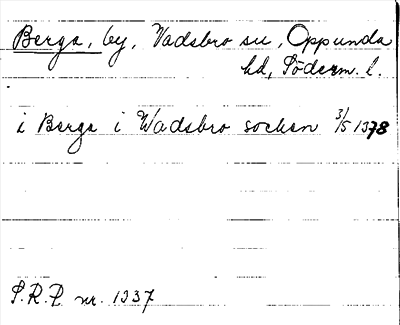 Berga, by, Vadsbro sn, Oppunda
hd, Söderm. l.
i Berga i Wadsbro socken 3/5 1378
S.R.P. nr. 1337